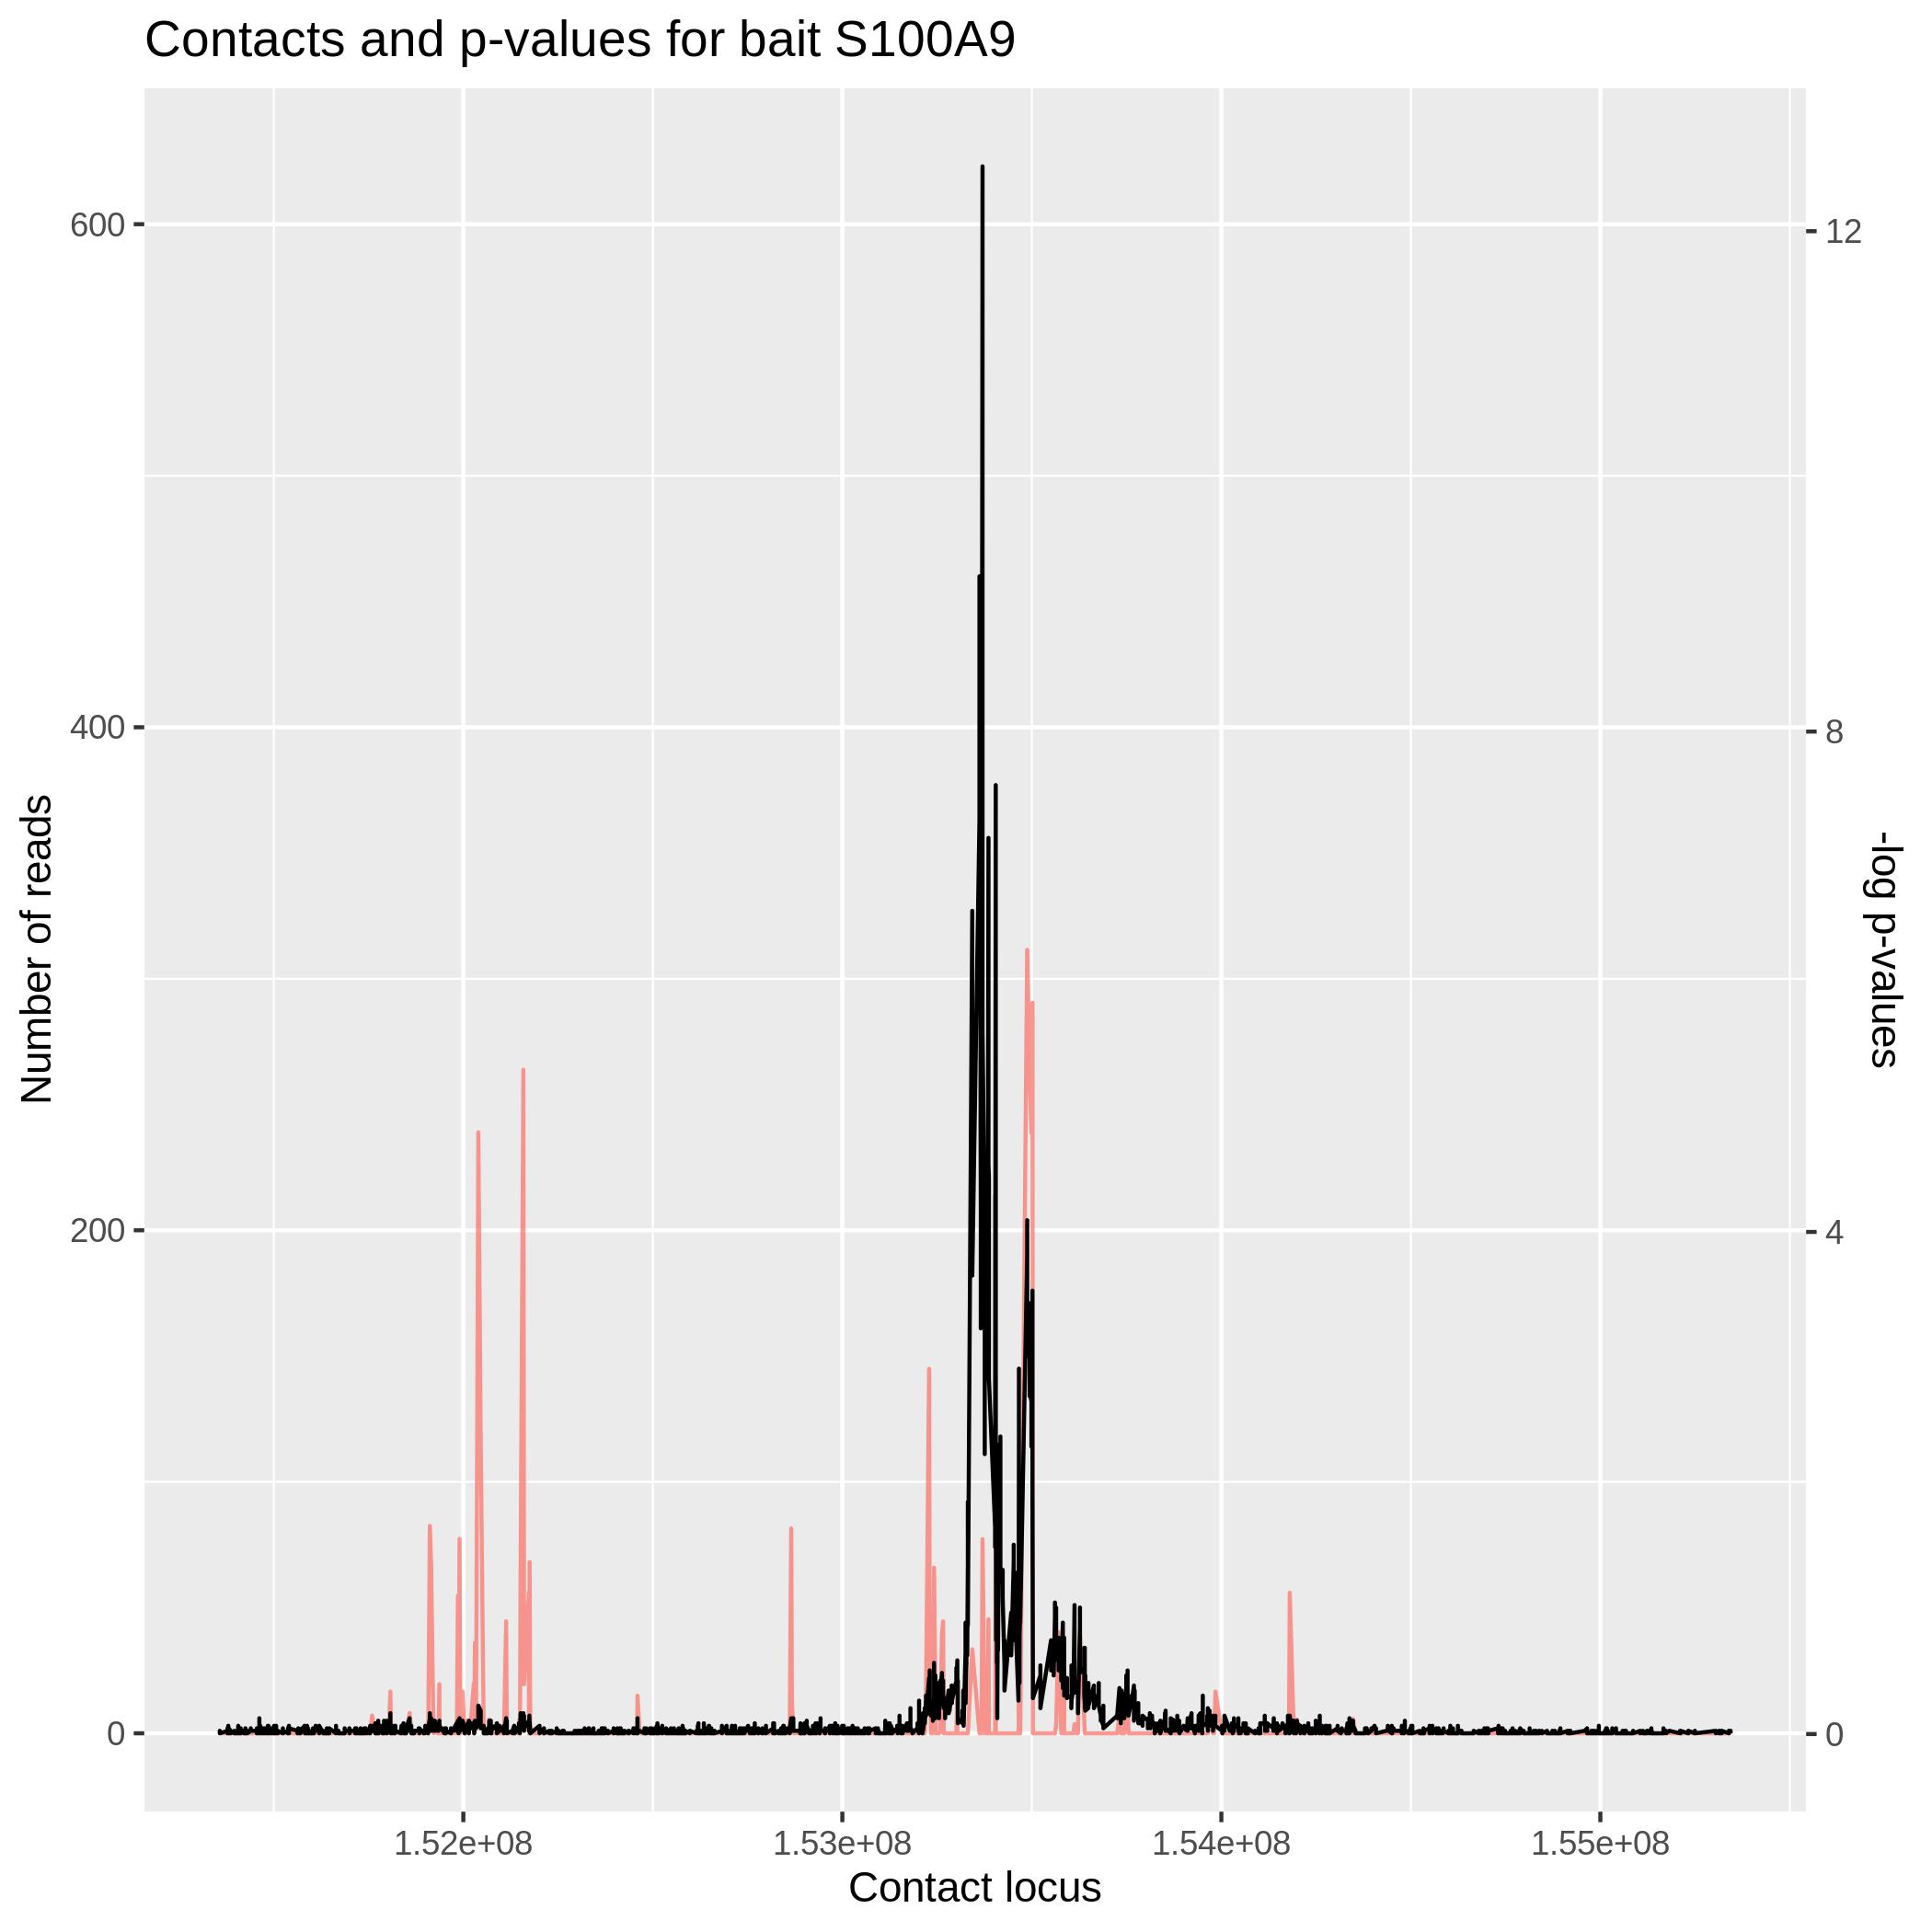 Contacts and p-values for bait S100A9
600
400
200
0
12
8
4
0
Number of reads
-log p-values
1.52e+08
1.53e+08
1.54e+08
1.55e+08
Contact locus